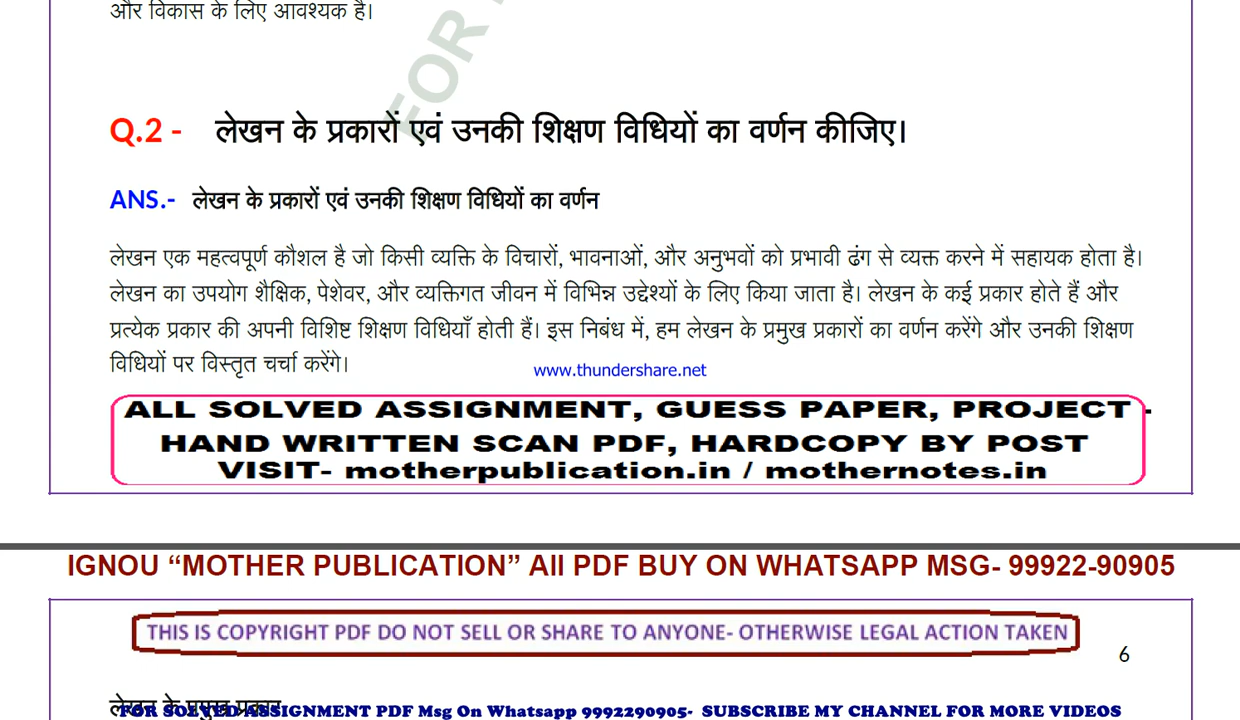 और विकास के लिए आवश्यक है।
FOR
Q.2 - लेखन के प्रकारों एवं उनकी शिक्षण विधियों का वर्णन कीजिए।
ANS.- लेखन के प्रकारों एवं उनकी शिक्षण विधियों का वर्णन
लेखन एक महत्वपूर्ण कौशल है जो किसी व्यक्ति के विचारों, भावनाओं, और अनुभवों को प्रभावी ढंग से व्यक्त करने में सहायक होता है।
लेखन का उपयोग शैक्षिक, पेशेवर, और व्यक्तिगत जीवन में विभिन्न उद्देश्यों के लिए किया जाता है। लेखन के कई प्रकार होते हैं और
प्रत्येक प्रकार की अपनी विशिष्ट शिक्षण विधियाँ होती हैं। इस निबंध में, हम लेखन के प्रमुख प्रकारों का वर्णन करेंगे और उनकी शिक्षण
विधियों पर विस्तृत चर्चा करेंगे।
www.thundershare.net
ALL SOLVED ASSIGNMENT, GUESS PAPER, PROJECT -
HAND WRITTEN SCAN PDF, HARDCOPY BY POST
VISIT- motherpublication.in / mothernotes.in
IGNOU “MOTHER PUBLICATION” All PDF BUY ON WHATSAPP MSG- 99922-90905
THIS IS COPYRIGHT PDF DO NOT SELL OR SHARE TO ANYONE- OTHERWISE LEGAL ACTION TAKEN
6
लेखन के प्रमुख प्रकार
FOR SOLVED ASSIGNMENT PDF Msg On Whatsapp 9992290905- SUBSCRIBE MY CHANNEL FOR MORE VIDEOS